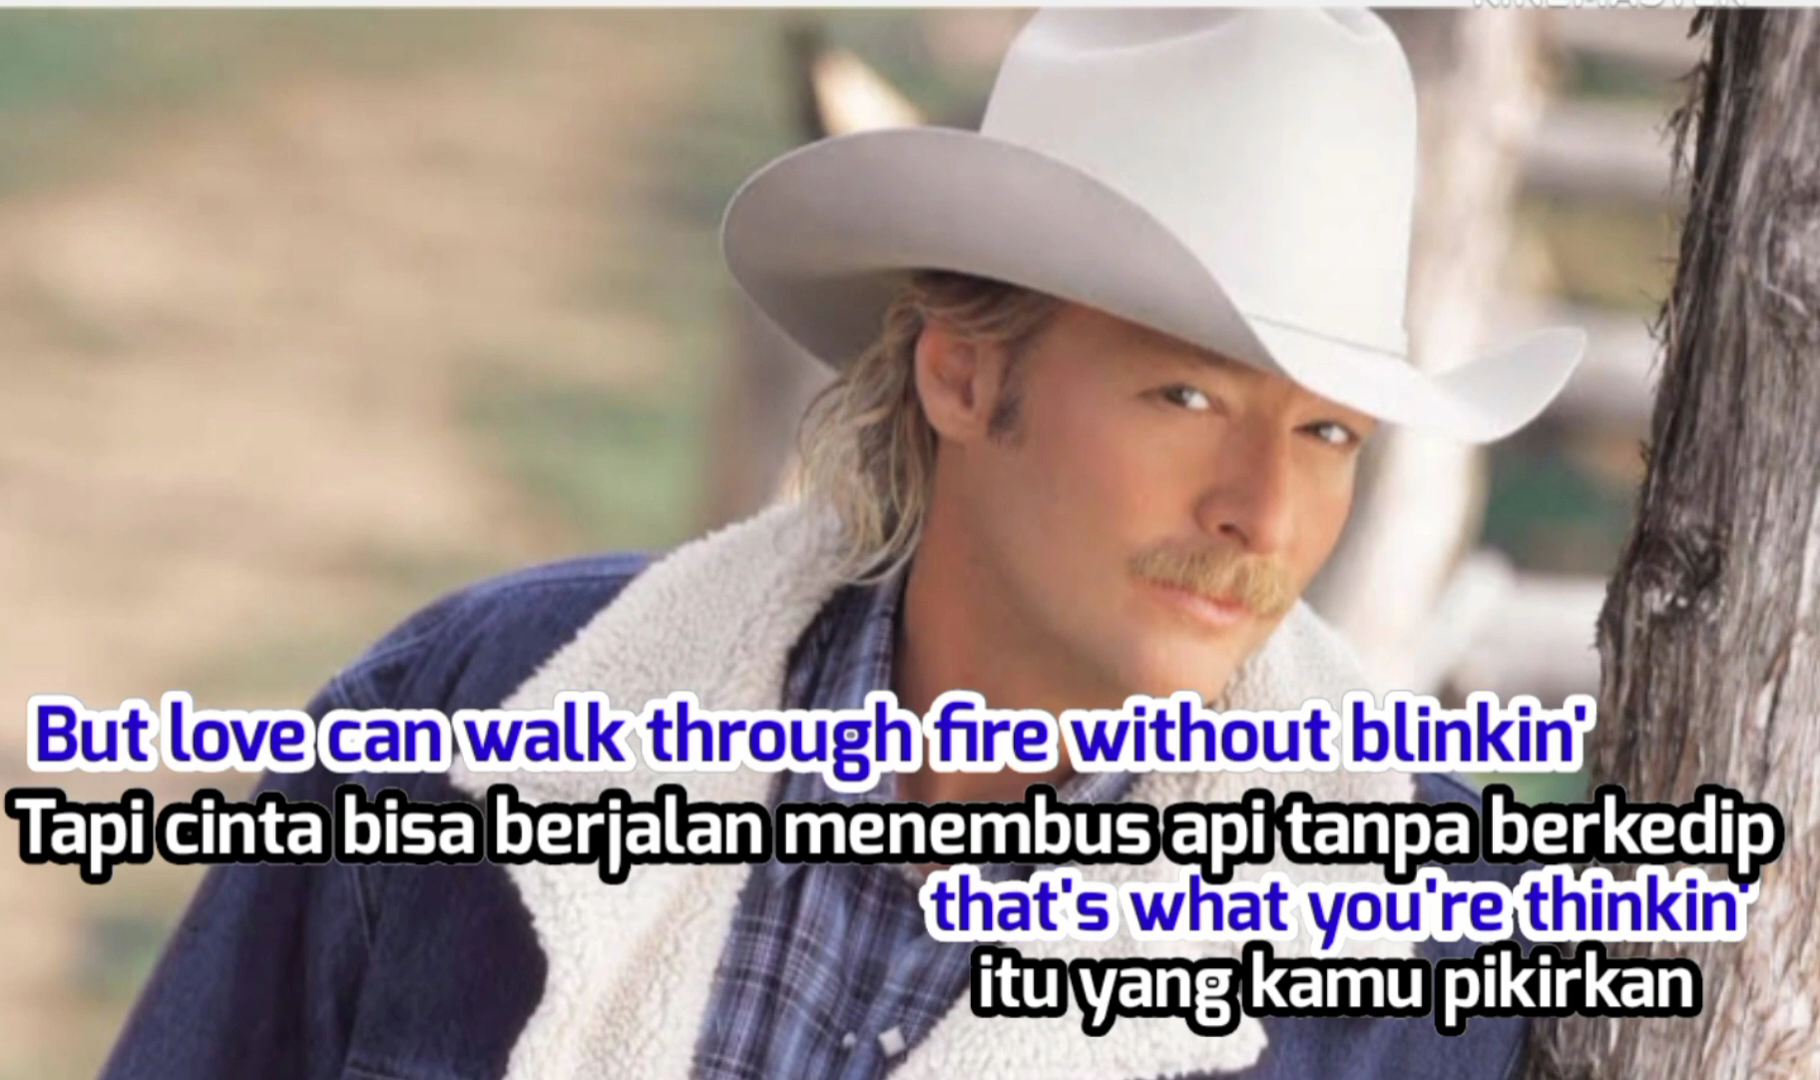 KINEMASTER
But love can walk through fire without blinkin'
Tapi cinta bisa berjalan menembus api tanpa berkedip
that's what you're thinkin'
itu yang kamu pikirkan